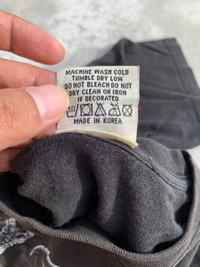 MACHINE WASH COLD
TUMBLE DRY LOW
DO NOT BLEACH DO NOT
DRY CLEAN OR IRON
IF DECORATED
MADE IN KOREA